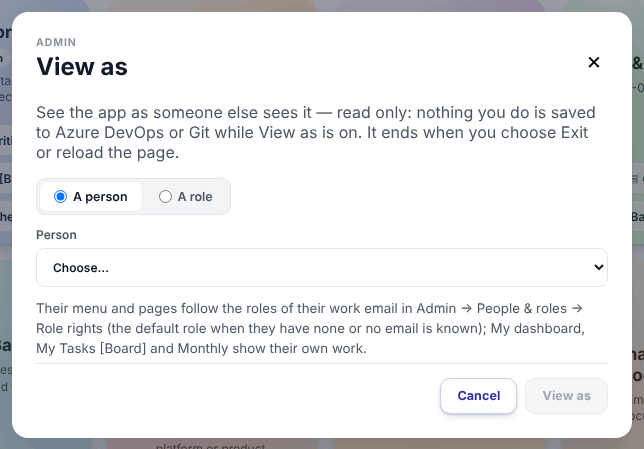 ADMIN
View as
See the app as someone else sees it — read only: nothing you do is saved
to Azure DevOps or Git while View as is on. It ends when you choose Exit
or reload the page.
A person
A role
Person
Choose...
Their menu and pages follow the roles of their work email in Admin → People & roles →
Role rights (the default role when they have none or no email is known); My dashboard,
My Tasks [Board] and Monthly show their own work.
Cancel
View as
platform or product